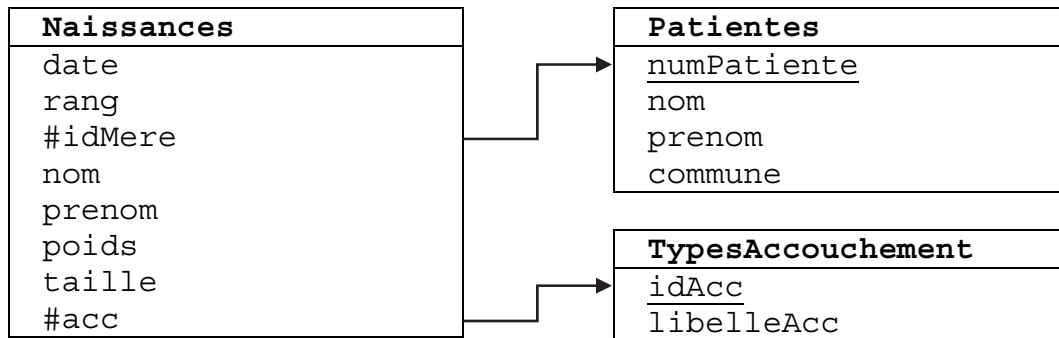 Naissances
date
rang
#idMere
nom
prenom
poids
taille
#acc
Patientes
numPatiente
nom
prenom
commune
TypesAccouchement
idAcc
libelleAcc